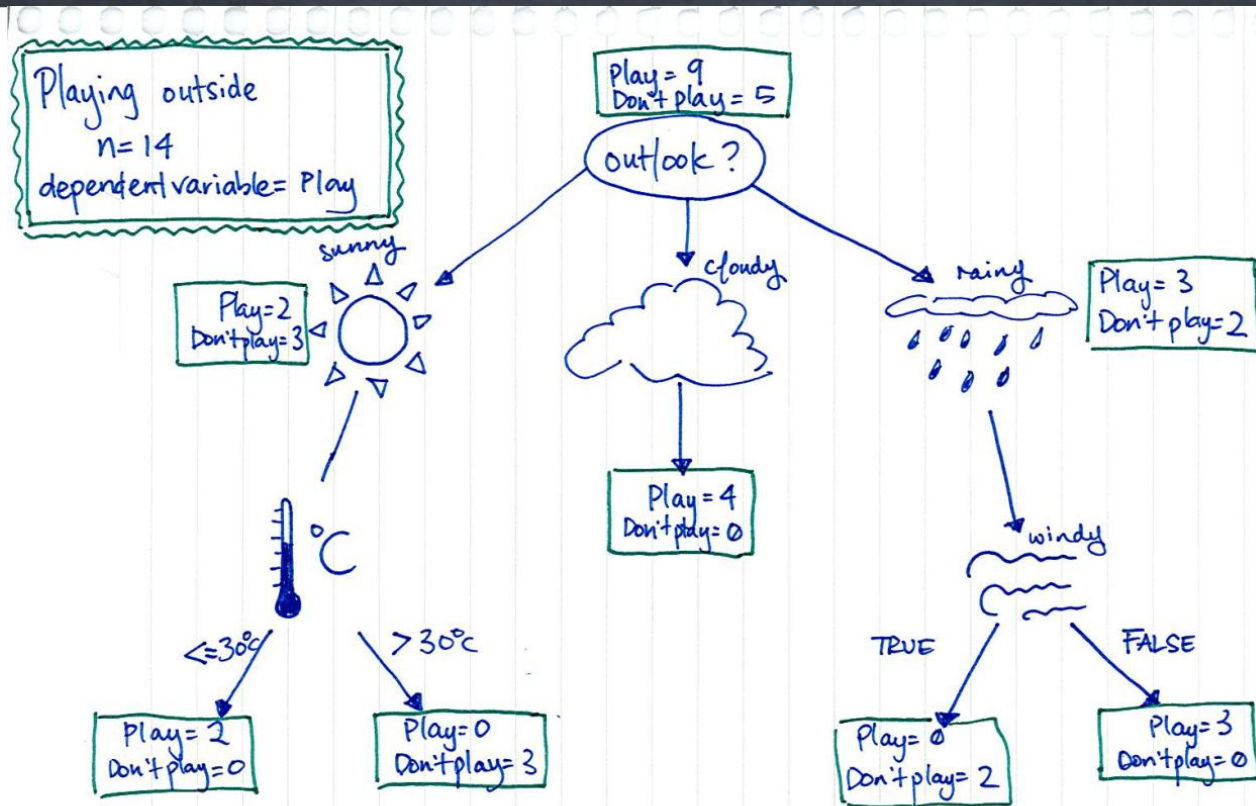 Playing outside
n=14
dependent variable= Play
Play= 9
Don't play= 5
outlook?
sunny
Play=2
Don't play=3
cloudy
rainy
Play= 3
Don't play=2
Play=4
Don't play=0
°C
windy
<=30°C
>30°C
TRUE
FALSE
Play=2
Don't play=0
Play=0
Don't play=3
Play=0
Don't play=2
Play=3
Don't play=0